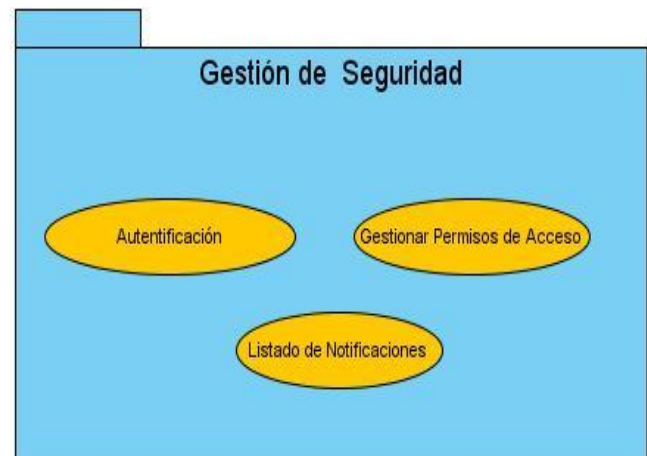 Gestión de Seguridad
Autentificación
Gestionar Permisos de Acceso
Listado de Notificaciones